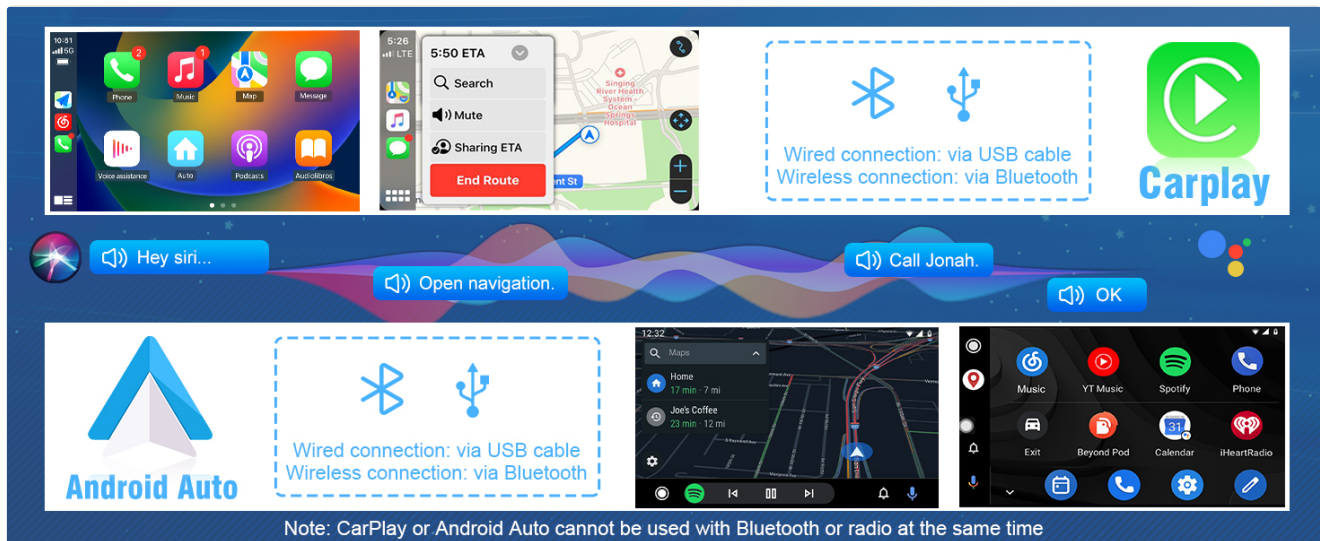 10:51
5G
2
1
Phone
Music
Map
Message
Voice assistance
Auto
Podcasts
Audiolibros
5:26
LTE
5:50 ETA
Search
Mute
Sharing ETA
End Route
ent St
Singing
River Health
System -
Ocean
Springs
Hospital
Wired connection: via USB cable
Wireless connection: via Bluetooth
Carplay
Hey siri...
Open navigation.
Call Jonah.
OK
Android Auto
Wired connection: via USB cable
Wireless connection: via Bluetooth
12:32
Maps
Home
17 min · 7 mi
Joe's Coffee
23 min · 12 mi
Music
YT Music
Spotify
Phone
31
Exit
Beyond Pod
Calendar
iHeartRadio
Note: CarPlay or Android Auto cannot be used with Bluetooth or radio at the same time